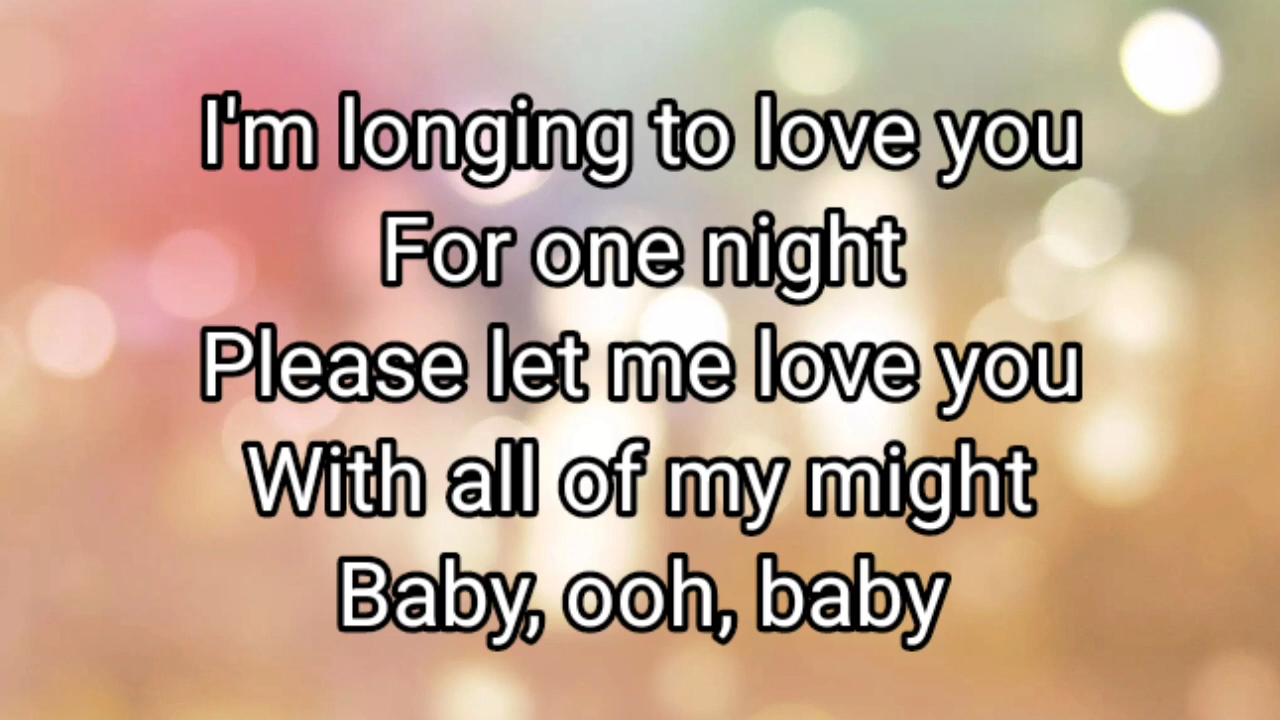 I'm longing to love you
For one night
Please let me love you
With all of my might
Baby, ooh, baby